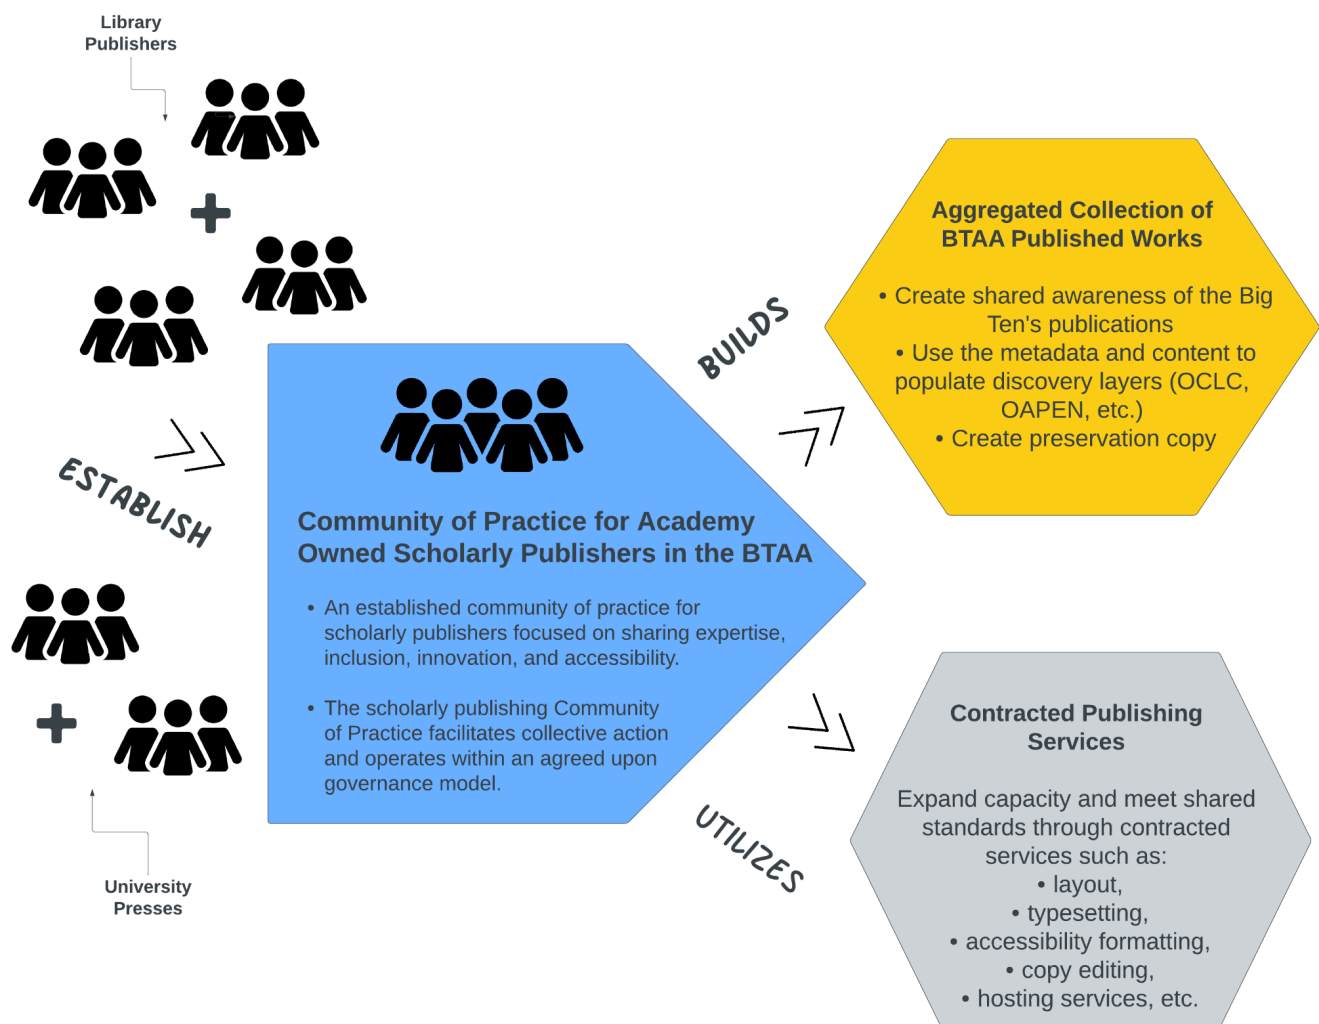 Library
Publishers
ESTABLISH
University
Presses
Community of Practice for Academy
Owned Scholarly Publishers in the BTAA
• An established community of practice for
scholarly publishers focused on sharing expertise,
inclusion, innovation, and accessibility.
• The scholarly publishing Community
of Practice facilitates collective action
and operates within an agreed upon
governance model.
BUILDS
Aggregated Collection of
BTAA Published Works
• Create shared awareness of the Big
Ten's publications
• Use the metadata and content to
populate discovery layers (OCLC,
OAPEN, etc.)
• Create preservation copy
UTILIZES
Contracted Publishing
Services
Expand capacity and meet shared
standards through contracted
services such as:
• layout,
• typesetting,
• accessibility formatting,
• copy editing,
• hosting services, etc.